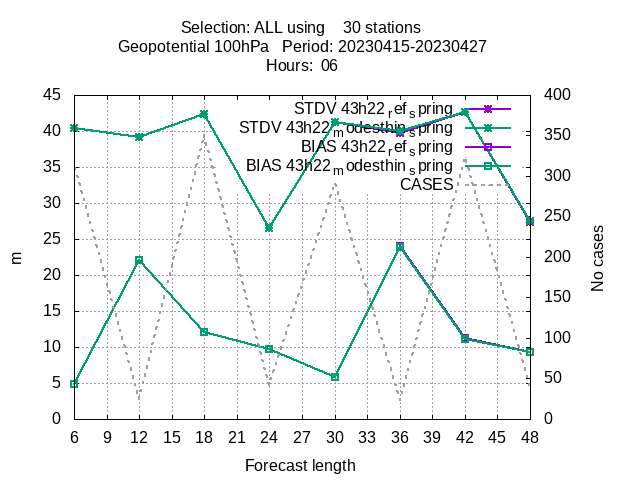 Selection: ALL using    30 stations
Geopotential 100hPa   Period: 20230415-20230427
Hours:  06
45
40
35
30
25
20
15
10
5
0
m
STDV 43h22_ref_spring
STDV 43h22_modesthin_spring
BIAS 43h22_ref_spring
BIAS 43h22_modesthin_spring
CASES
400
350
300
250
200
150
100
50
0
No cases
6 9 12 15 18 21 24 27 30 33 36 39 42 45 48
Forecast length